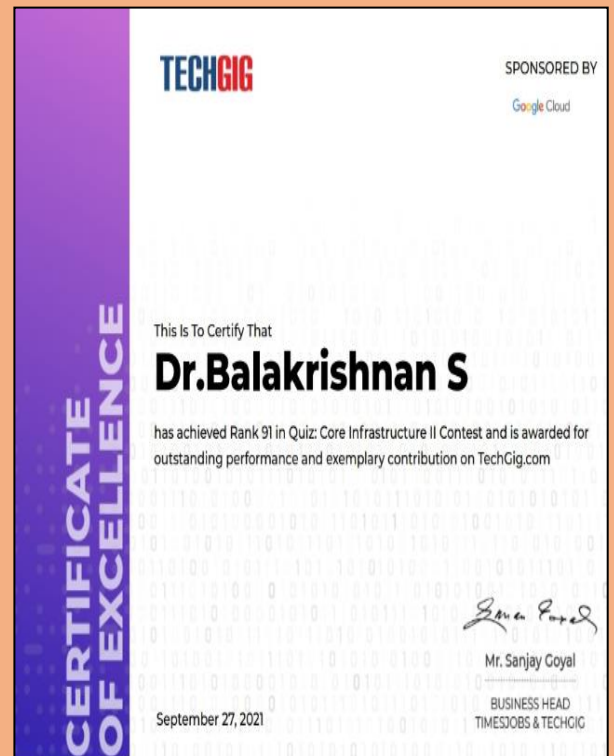 TECHGIG
SPONSORED BY
Google Cloud
CERTIFICATE
OF EXCELLENCE
This Is To Certify That
Dr.Balakrishnan S
has achieved Rank 91 in Quiz: Core Infrastructure II Contest and is awarded for
outstanding performance and exemplary contribution on TechGig.com
Mr. Sanjay Goyal
September 27, 2021
BUSINESS HEAD
TIMESJOBS & TECHGIG